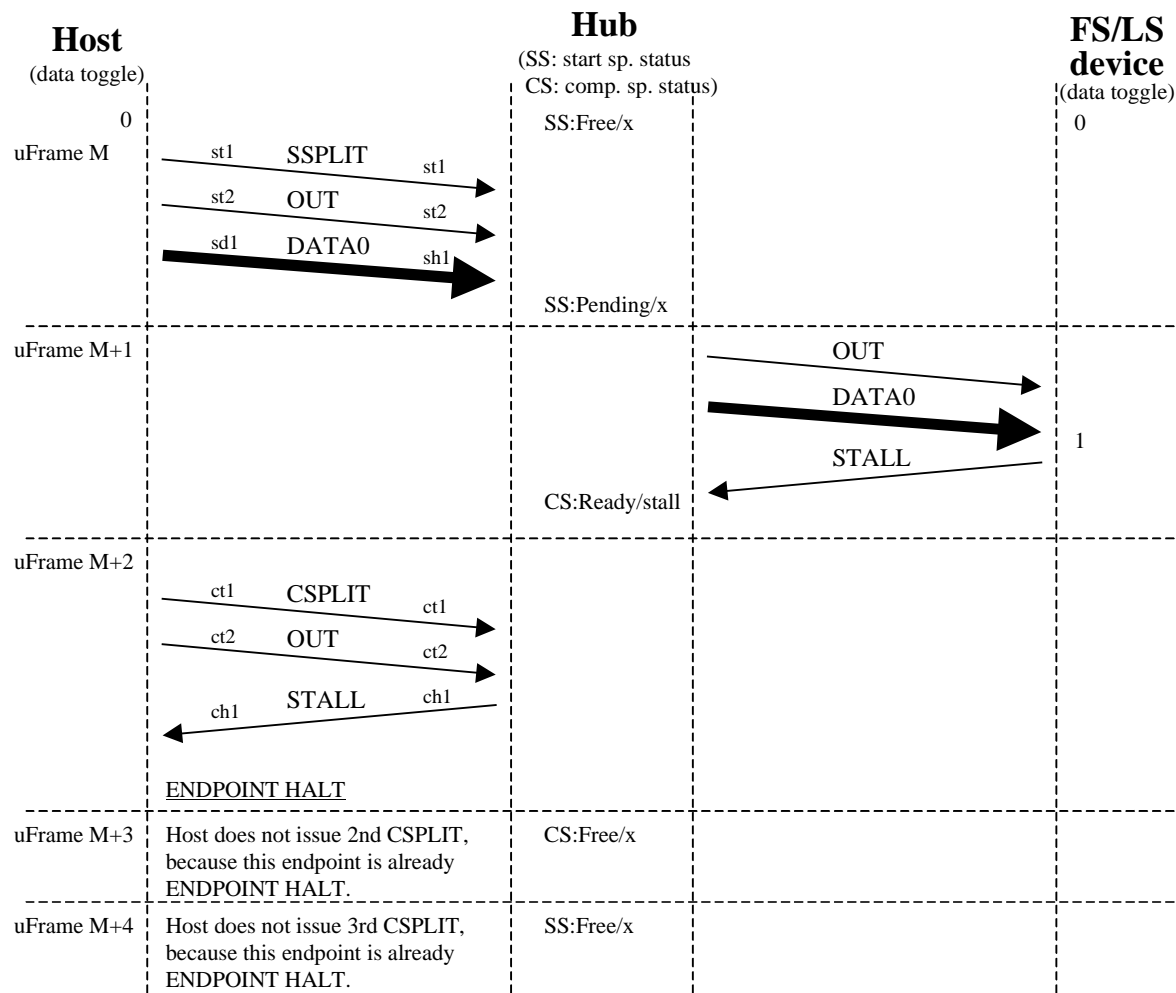 Host
(data toggle)
Hub
(SS: start sp. status
CS: comp. sp. status)
FS/LS
device
(data toggle)
0
SS:Free/x
0
uFrame M
st1 SSPLIT st1
st2 OUT st2
sd1 DATA0 sh1
SS:Pending/x
uFrame M+1
OUT
DATA0
1
STALL
CS:Ready/stall
uFrame M+2
ct1 CSPLIT ct1
ct2 OUT ct2
ch1 STALL ch1
ENDPOINT HALT
uFrame M+3
Host does not issue 2nd CSPLIT,
because this endpoint is already
ENDPOINT HALT.
CS:Free/x
uFrame M+4
Host does not issue 3rd CSPLIT,
because this endpoint is already
ENDPOINT HALT.
SS:Free/x